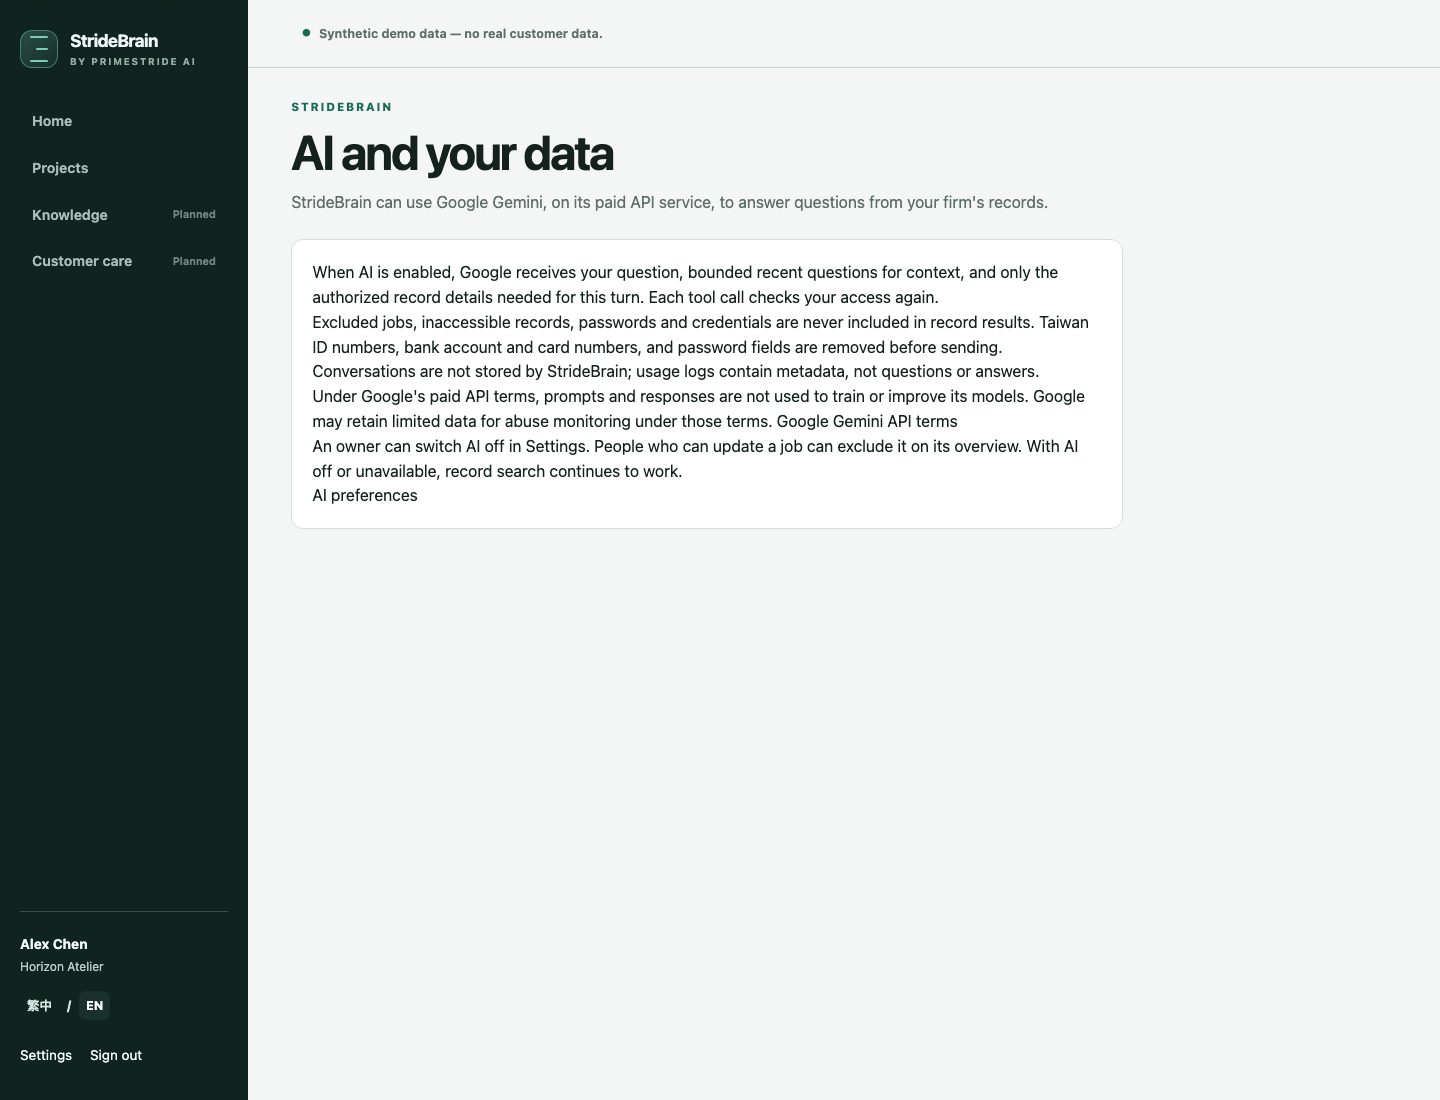 StrideBrain
BY PRIMESTRIDE AI
Home
Projects
Knowledge Planned
Customer care Planned
Alex Chen
Horizon Atelier
繁中 / EN
Settings Sign out
Synthetic demo data — no real customer data.
STRIDEBRAIN
AI and your data
StrideBrain can use Google Gemini, on its paid API service, to answer questions from your firm's records.
When AI is enabled, Google receives your question, bounded recent questions for context, and only the
authorized record details needed for this turn. Each tool call checks your access again.
Excluded jobs, inaccessible records, passwords and credentials are never included in record results. Taiwan
ID numbers, bank account and card numbers, and password fields are removed before sending.
Conversations are not stored by StrideBrain; usage logs contain metadata, not questions or answers.
Under Google's paid API terms, prompts and responses are not used to train or improve its models. Google
may retain limited data for abuse monitoring under those terms. Google Gemini API terms
An owner can switch AI off in Settings. People who can update a job can exclude it on its overview. With AI
off or unavailable, record search continues to work.
AI preferences